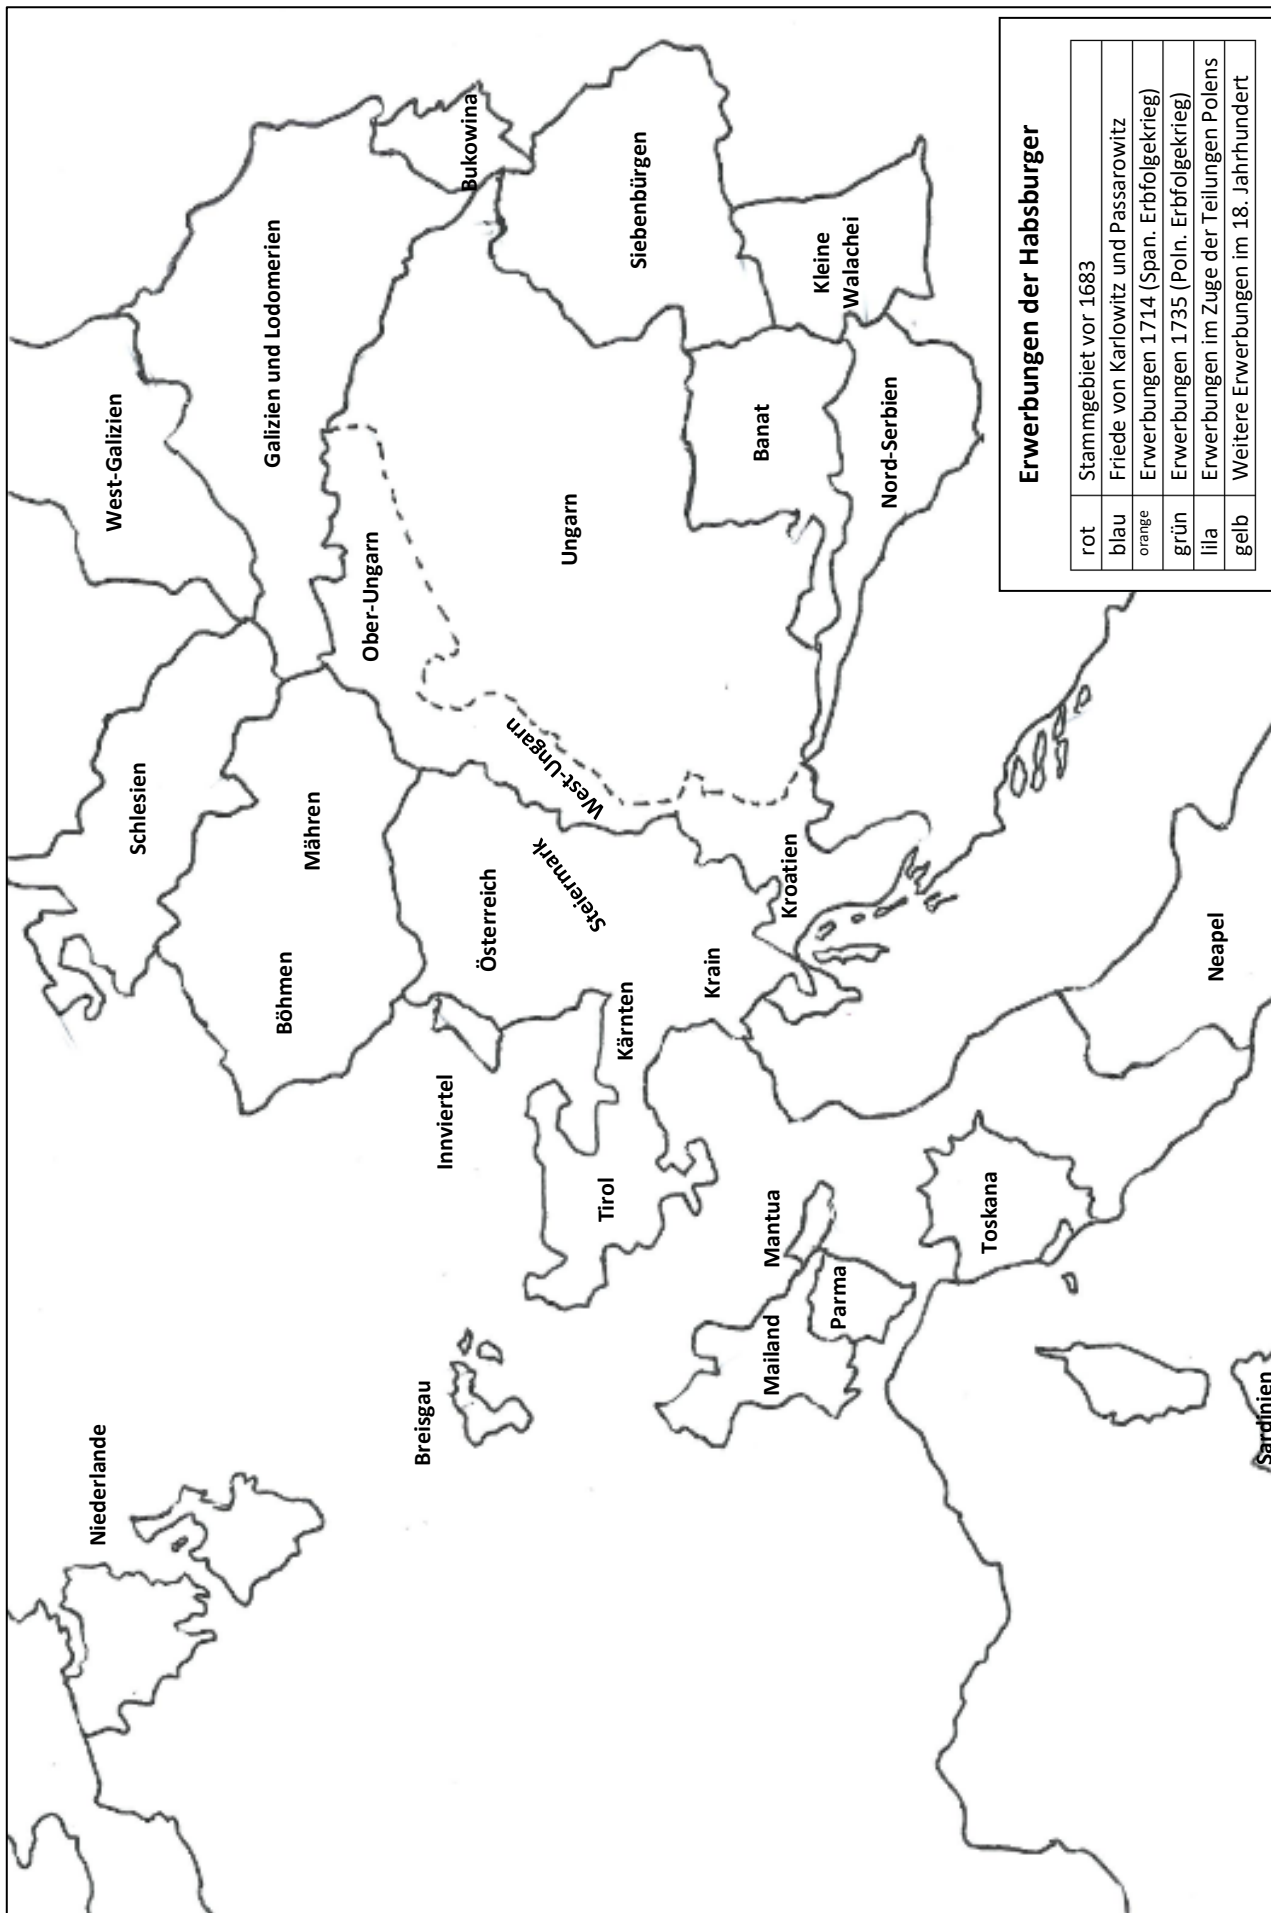 Niederlande
Breisgau
Innviertel
Tirol
Mailand
Mantua
Parma
Toskana
Sardinien
Neapel
Schlesien
Böhmen
Mähren
Österreich
Steiermark
Kärnten
Krain
Kroatien
West-Ungarn
Ober-Ungarn
Ungarn
West-Galizien
Galizien und Lodomerien
Bukowina
Siebenbürgen
Banat
Kleine
Walachei
Nord-Serbien
Erwerbungen der Habsburger
rot Stammgebiet vor 1683
blau Friede von Karlowitz und Passarowitz
orange Erwerbungen 1714 (Span. Erbfolgekrieg)
grün Erwerbungen 1735 (Poln. Erbfolgekrieg)
lila Erwerbungen im Zuge der Teilungen Polens
gelb Weitere Erwerbungen im 18. Jahrhundert